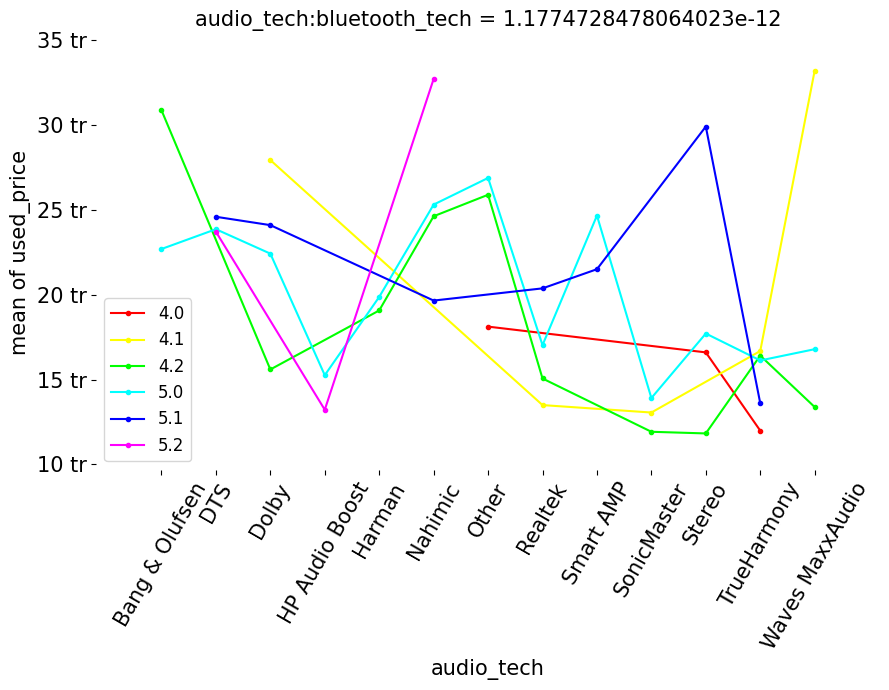 audio_tech:bluetooth_tech = 1.1774728478064023e-12
35 tr
30 tr
25 tr
20 tr
15 tr
10 tr
mean of used_price
4.0
4.1
4.2
5.0
5.1
5.2
Bang & Olufsen
DTS
Dolby
HP Audio Boost
Harman
Nahimic
Other
Realtek
Smart AMP
SonicMaster
Stereo
TrueHarmony
Waves MaxxAudio
audio_tech